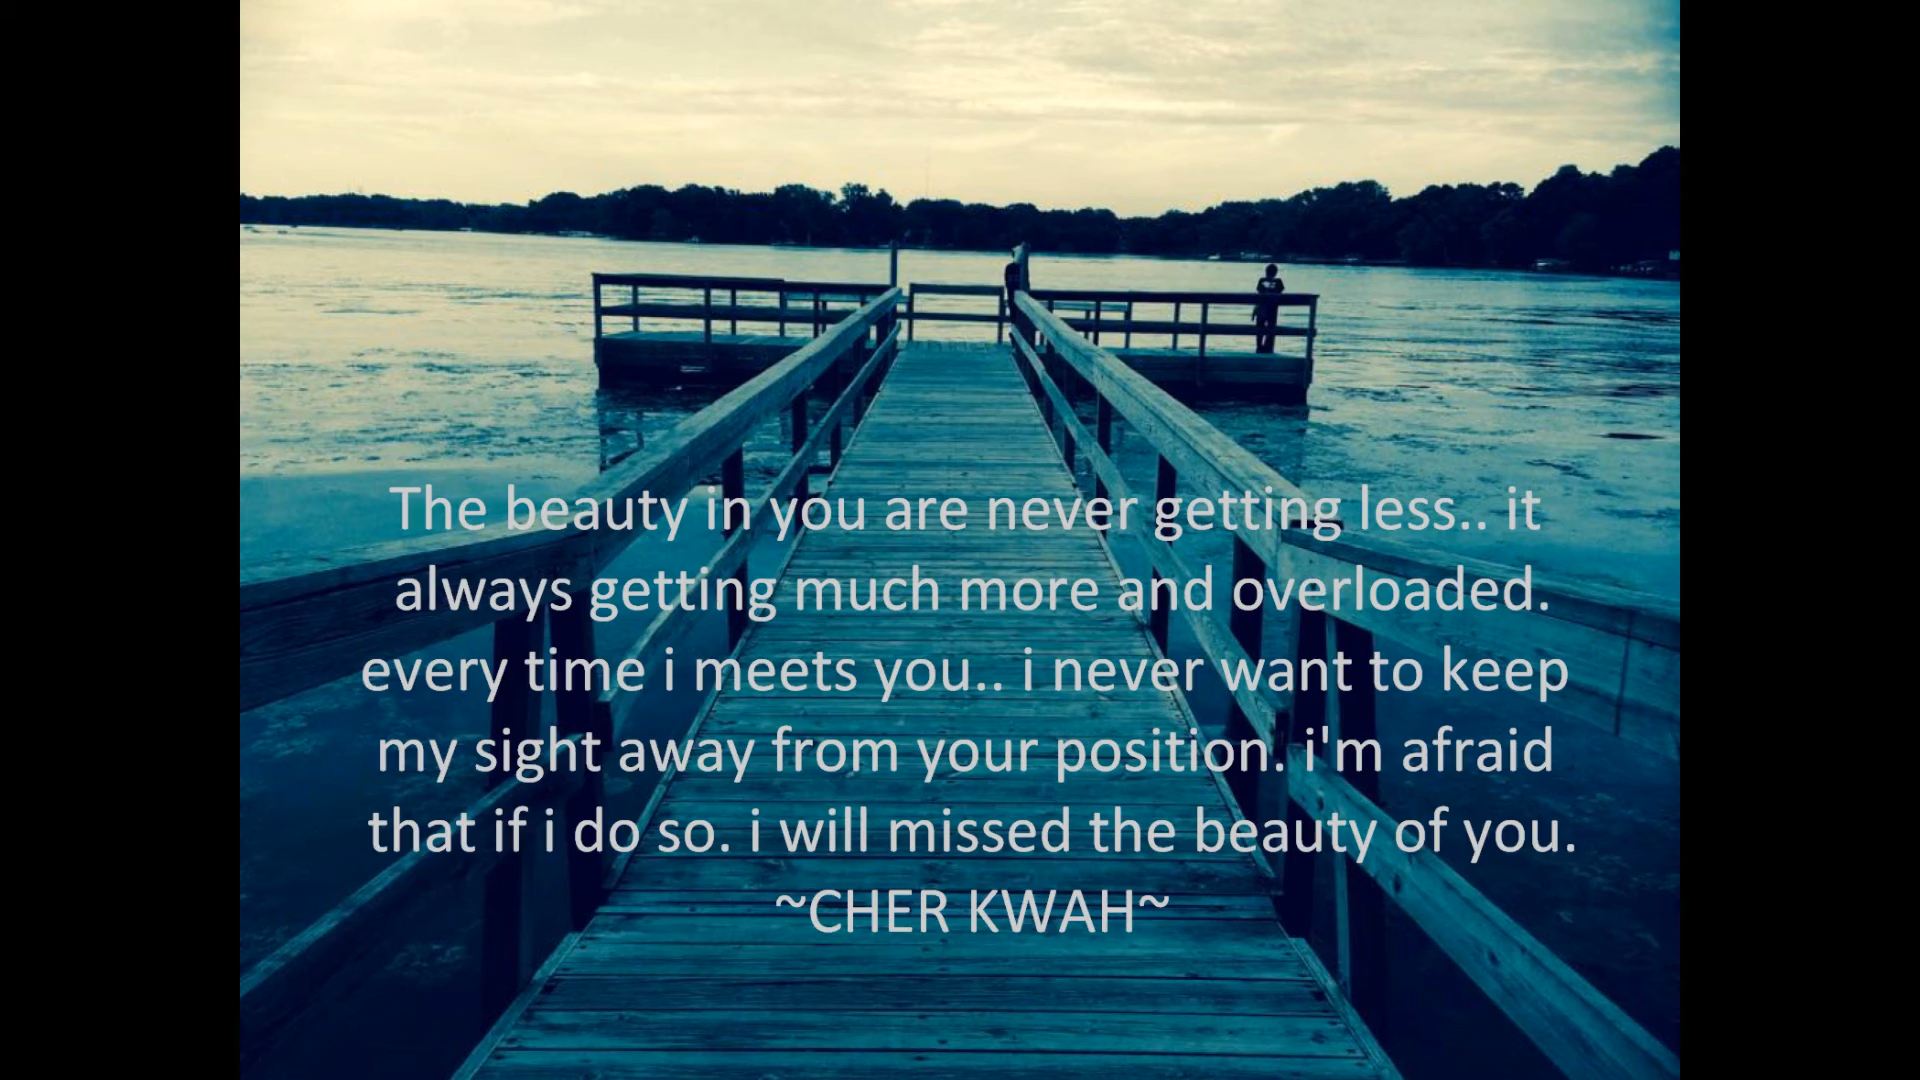 The beauty in you are never getting less.. it
always getting much more and overloaded.
every time i meets you.. i never want to keep
my sight away from your position. i'm afraid
that if i do so. i will missed the beauty of you.
~CHER KWAH~